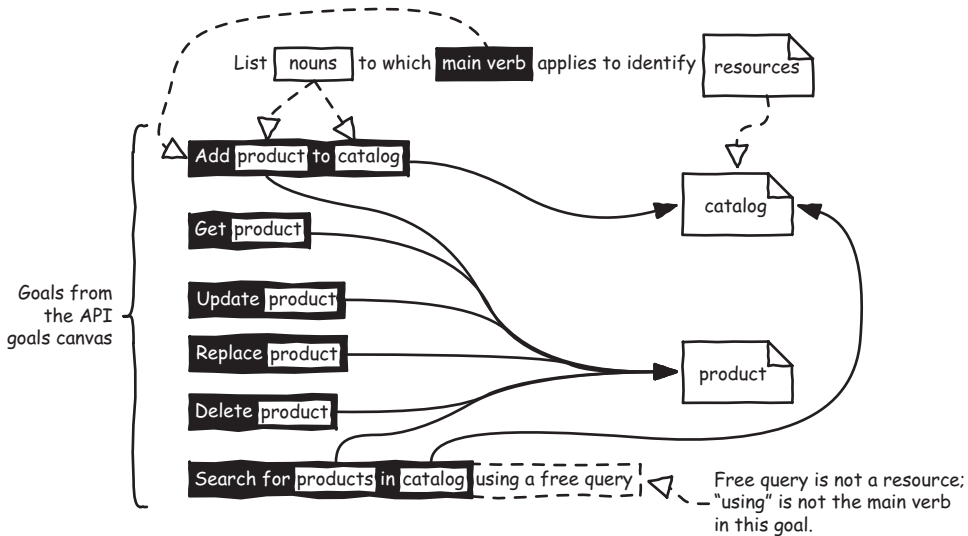 List nouns to which main verb applies to identify resources
Add product to catalog
catalog
Get product
Goals from
the API
goals canvas
Update product
Replace product
product
Delete product
Search for products in catalog using a free query
Free query is not a resource;
“using” is not the main verb
in this goal.